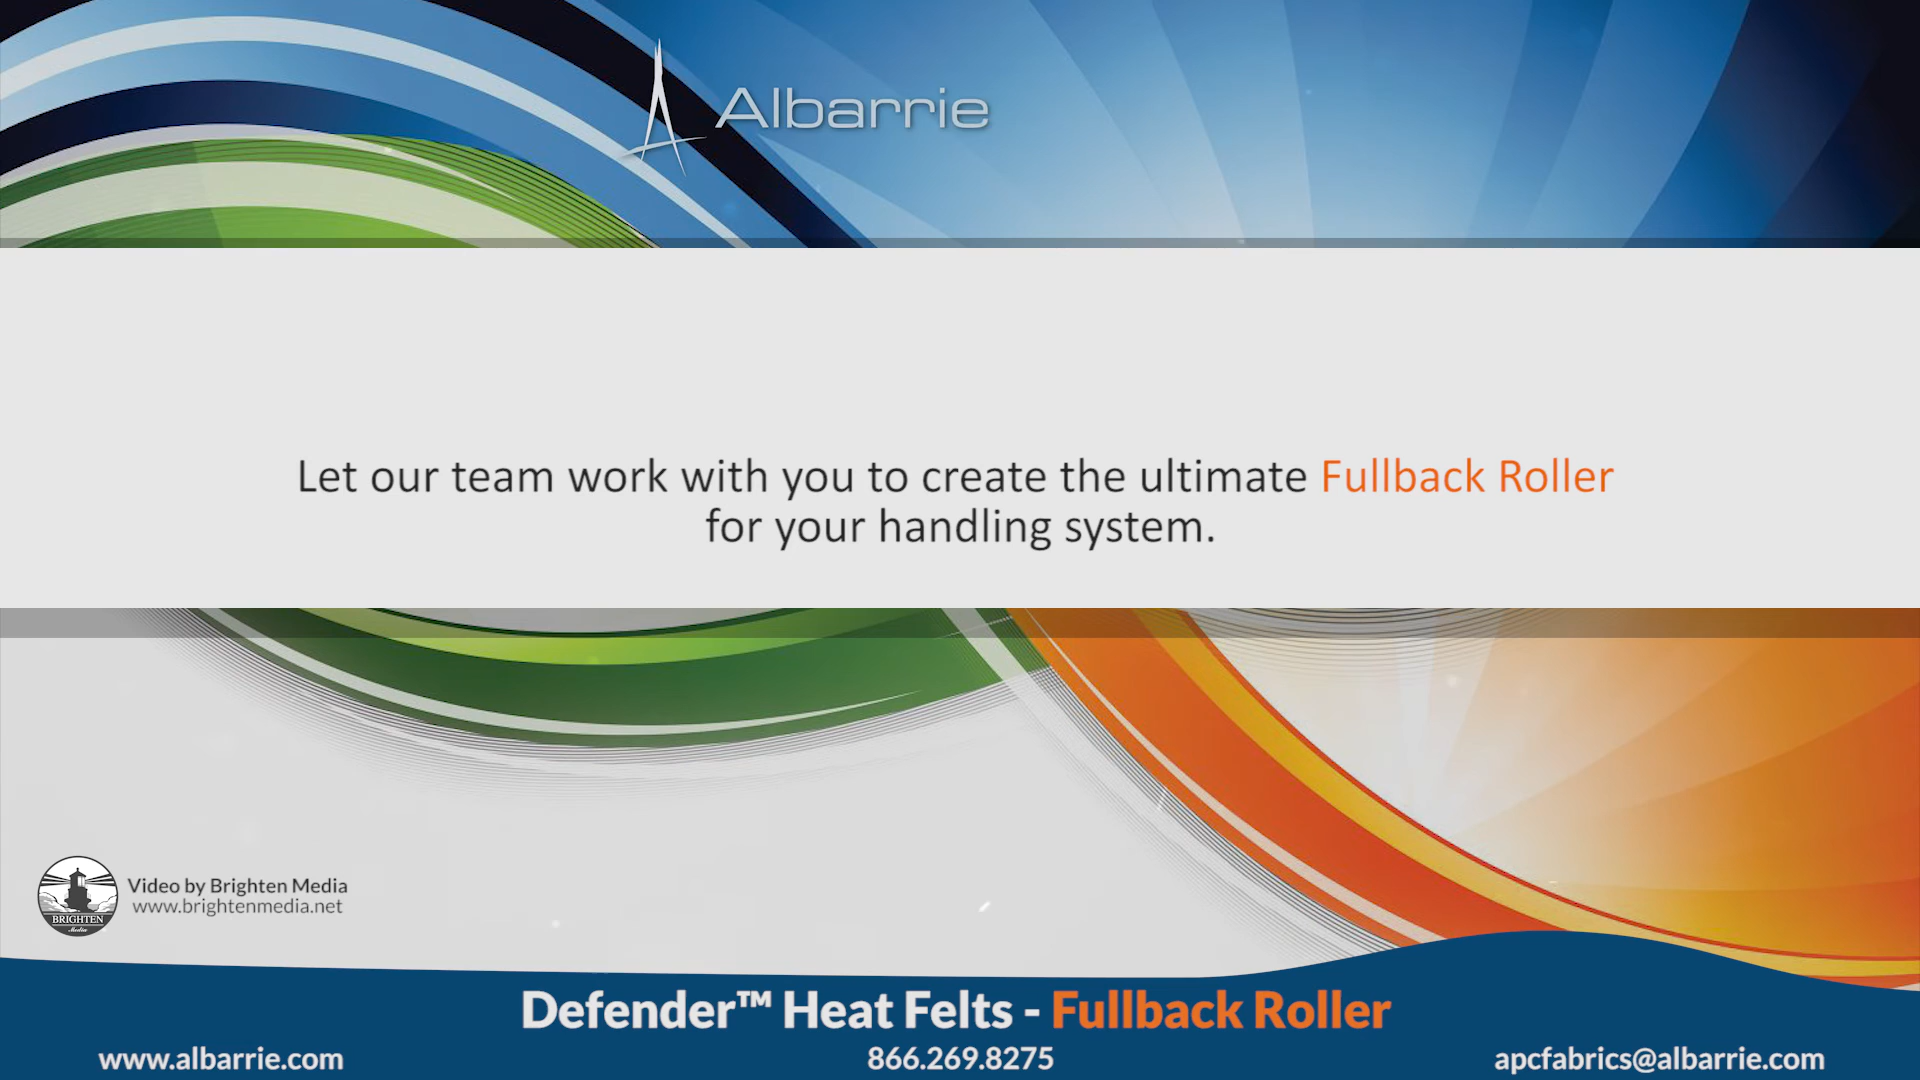 Albarrie
Let our team work with you to create the ultimate Fullback Roller
for your handling system.
BRIGHTEN
Media
Video by Brighten Media
www.brightenmedia.net
Defender™ Heat Felts - Fullback Roller
www.albarrie.com
866.269.8275
apcfabrics@albarrie.com